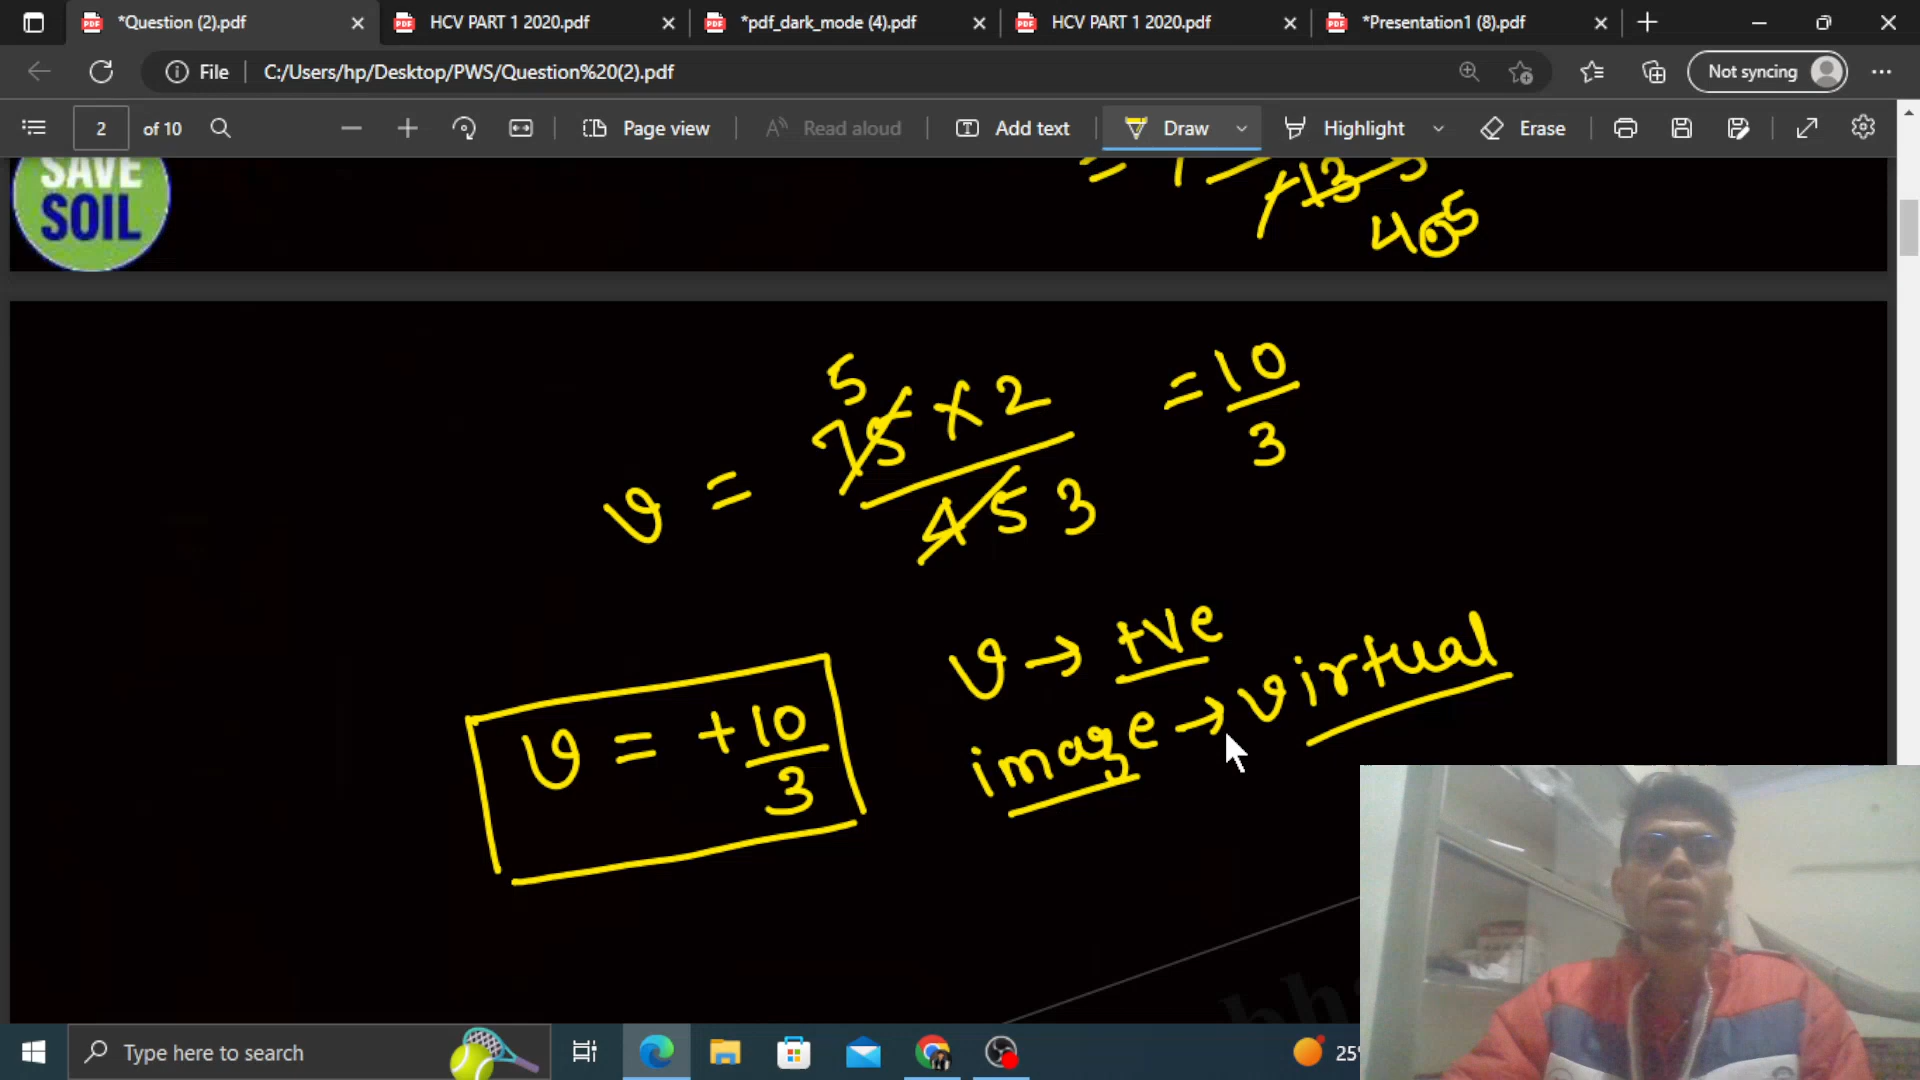 *Question (2).pdf
HCV PART 1 2020.pdf
*pdf_dark_mode (4).pdf
HCV PART 1 2020.pdf
*Presentation1 (8).pdf
File
C:/Users/hp/Desktop/PWS/Question%20(2).pdf
Not syncing
2 of 10
Page view
Read aloud
Add text
Draw
Highlight
Erase
SAVE
SOIL
405
v = 75 5 × 2 / 45 3 = 10/3
v → +ve
image → virtual
v = +10/3
Type here to search
25°